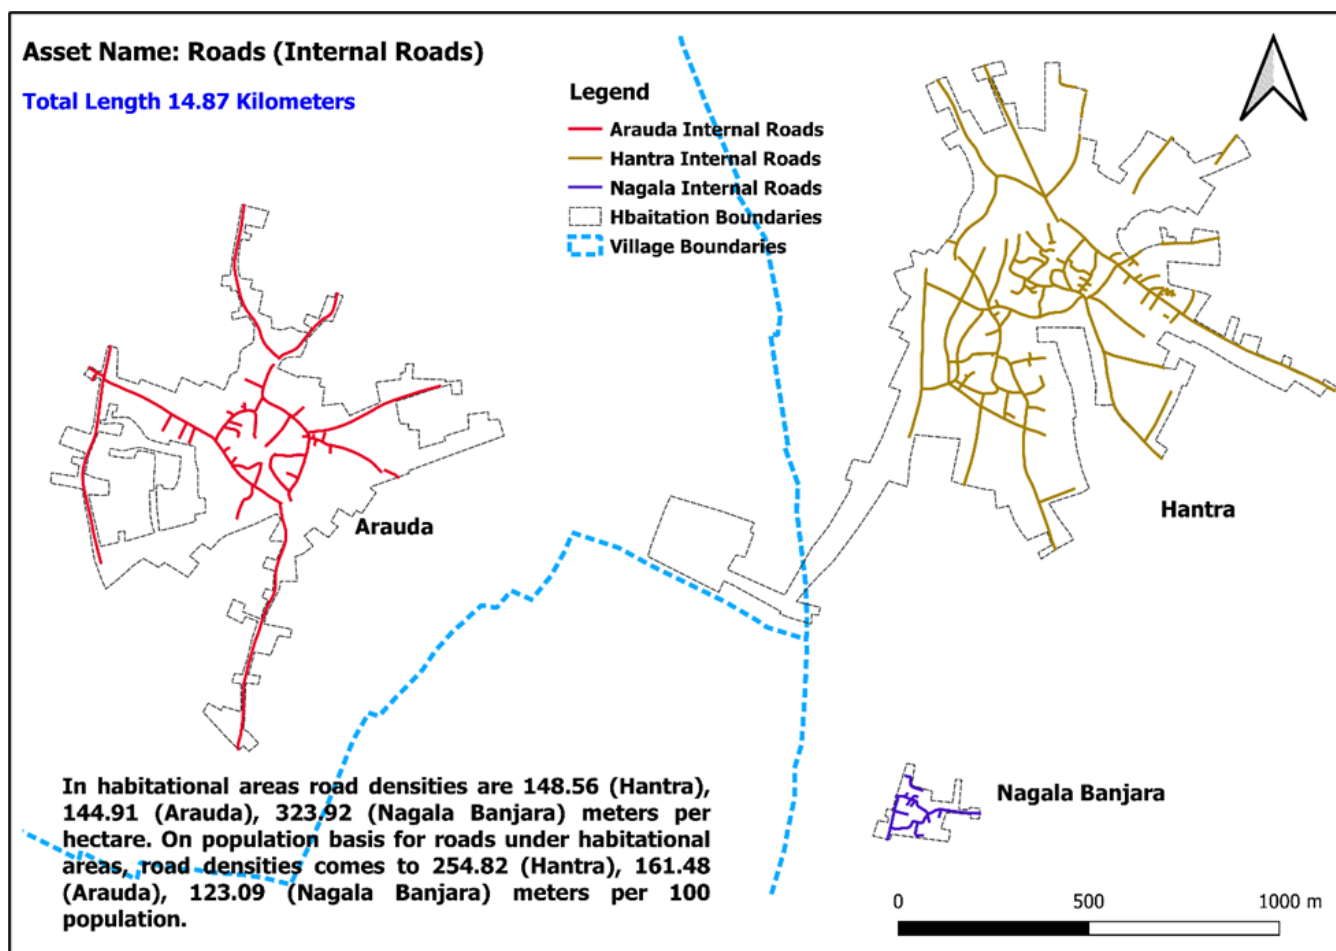 Asset Name: Roads (Internal Roads)
Total Length 14.87 Kilometers
Legend
Arauda Internal Roads
Hantra Internal Roads
Nagala Internal Roads
Hbaitation Boundaries
Village Boundaries
Arauda
Hantra
Nagala Banjara
In habitational areas road densities are 148.56 (Hantra),
144.91 (Arauda), 323.92 (Nagala Banjara) meters per
hectare. On population basis for roads under habitational
areas, road densities comes to 254.82 (Hantra), 161.48
(Arauda), 123.09 (Nagala Banjara) meters per 100
population.
0 500 1000 m